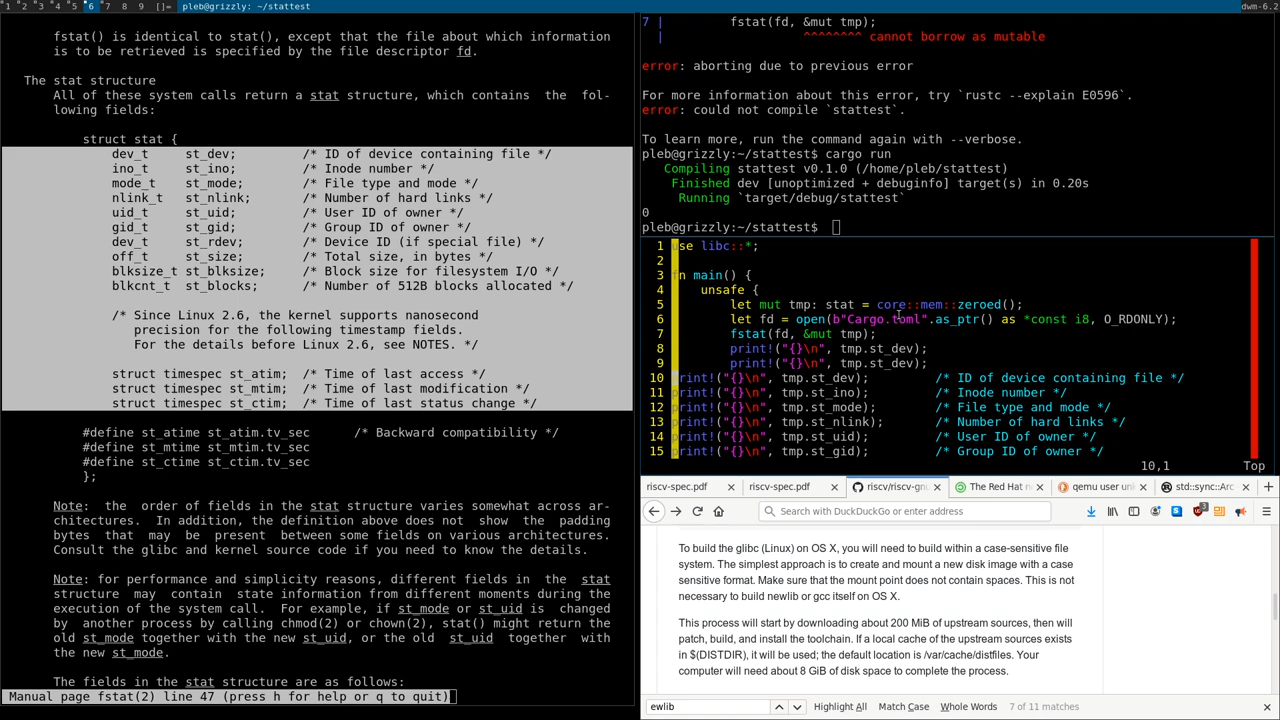 1 2 3 4 5 6 7 8 9 []= pleb@grizzly: ~/stattest dwm-6.2
fstat() is identical to stat(), except that the file about which information
is to be retrieved is specified by the file descriptor fd.
The stat structure
All of these system calls return a stat structure, which contains the fol-
lowing fields:
struct stat {
dev_t st_dev; /* ID of device containing file */
ino_t st_ino; /* Inode number */
mode_t st_mode; /* File type and mode */
nlink_t st_nlink; /* Number of hard links */
uid_t st_uid; /* User ID of owner */
gid_t st_gid; /* Group ID of owner */
dev_t st_rdev; /* Device ID (if special file) */
off_t st_size; /* Total size, in bytes */
blksize_t st_blksize; /* Block size for filesystem I/O */
blkcnt_t st_blocks; /* Number of 512B blocks allocated */
/* Since Linux 2.6, the kernel supports nanosecond
precision for the following timestamp fields.
For the details before Linux 2.6, see NOTES. */
struct timespec st_atim; /* Time of last access */
struct timespec st_mtim; /* Time of last modification */
struct timespec st_ctim; /* Time of last status change */
#define st_atime st_atim.tv_sec /* Backward compatibility */
#define st_mtime st_mtim.tv_sec
#define st_ctime st_ctim.tv_sec
};
Note: the order of fields in the stat structure varies somewhat across ar-
chitectures. In addition, the definition above does not show the padding
bytes that may be present between some fields on various architectures.
Consult the glibc and kernel source code if you need to know the details.
Note: for performance and simplicity reasons, different fields in the stat
structure may contain state information from different moments during the
execution of the system call. For example, if st_mode or st_uid is changed
by another process by calling chmod(2) or chown(2), stat() might return the
old st_mode together with the new st_uid, or the old st_uid together with
the new st_mode.
The fields in the stat structure are as follows:
Manual page fstat(2) line 47 (press h for help or q to quit)
7 | fstat(fd, &mut tmp);
| ^^^^^^^^ cannot borrow as mutable
error: aborting due to previous error
For more information about this error, try `rustc --explain E0596`.
error: could not compile `stattest`.
To learn more, run the command again with --verbose.
pleb@grizzly:~/stattest$ cargo run
Compiling stattest v0.1.0 (/home/pleb/stattest)
Finished dev [unoptimized + debuginfo] target(s) in 0.20s
Running `target/debug/stattest`
0
pleb@grizzly:~/stattest$
1 use libc::*;
2
3 fn main() {
4 unsafe {
5 let mut tmp: stat = core::mem::zeroed();
6 let fd = open(b"Cargo.toml".as_ptr() as *const i8, O_RDONLY);
7 fstat(fd, &mut tmp);
8 print!("{}\n", tmp.st_dev);
9 print!("{}\n", tmp.st_dev);
10 print!("{}\n", tmp.st_dev); /* ID of device containing file */
11 print!("{}\n", tmp.st_ino); /* Inode number */
12 print!("{}\n", tmp.st_mode); /* File type and mode */
13 print!("{}\n", tmp.st_nlink); /* Number of hard links */
14 print!("{}\n", tmp.st_uid); /* User ID of owner */
15 print!("{}\n", tmp.st_gid); /* Group ID of owner */
10,1 Top
riscv-spec.pdf riscv-spec.pdf riscv/riscv-gnu The Red Hat n qemu user un std::sync::Arc
Search with DuckDuckGo or enter address
To build the glibc (Linux) on OS X, you will need to build within a case-sensitive file
system. The simplest approach is to create and mount a new disk image with a case
sensitive format. Make sure that the mount point does not contain spaces. This is not
necessary to build newlib or gcc itself on OS X.
This process will start by downloading about 200 MiB of upstream sources, then will
patch, build, and install the toolchain. If a local cache of the upstream sources exists
in $(DISTDIR), it will be used; the default location is /var/cache/distfiles. Your
computer will need about 8 GiB of disk space to complete the process.
ewlib Highlight All Match Case Whole Words 7 of 11 matches